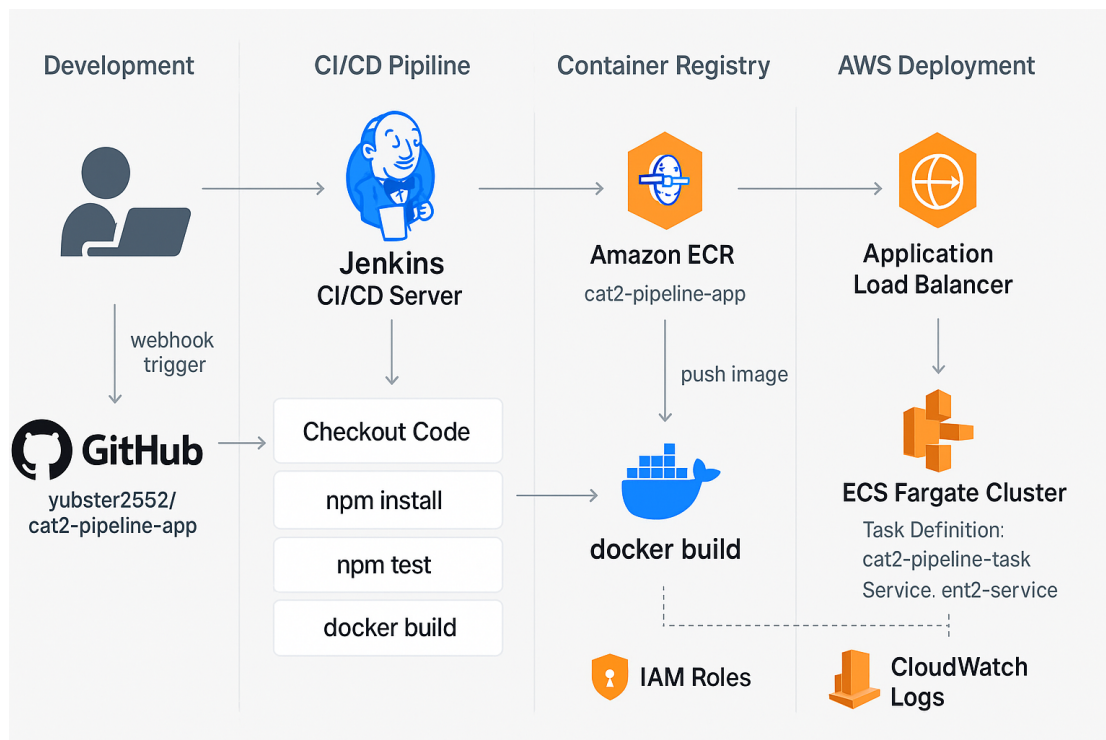 Development
CI/CD Pipiline
Container Registry
AWS Deployment
webhook
trigger
GitHub
yubster2552/
cat2-pipeline-app
Jenkins
CI/CD Server
Checkout Code
npm install
npm test
docker build
Amazon ECR
cat2-pipeline-app
push image
docker build
IAM Roles
Application
Load Balancer
ECS Fargate Cluster
Task Definition:
cat2-pipeline-task
Service. ent2-service
CloudWatch
Logs